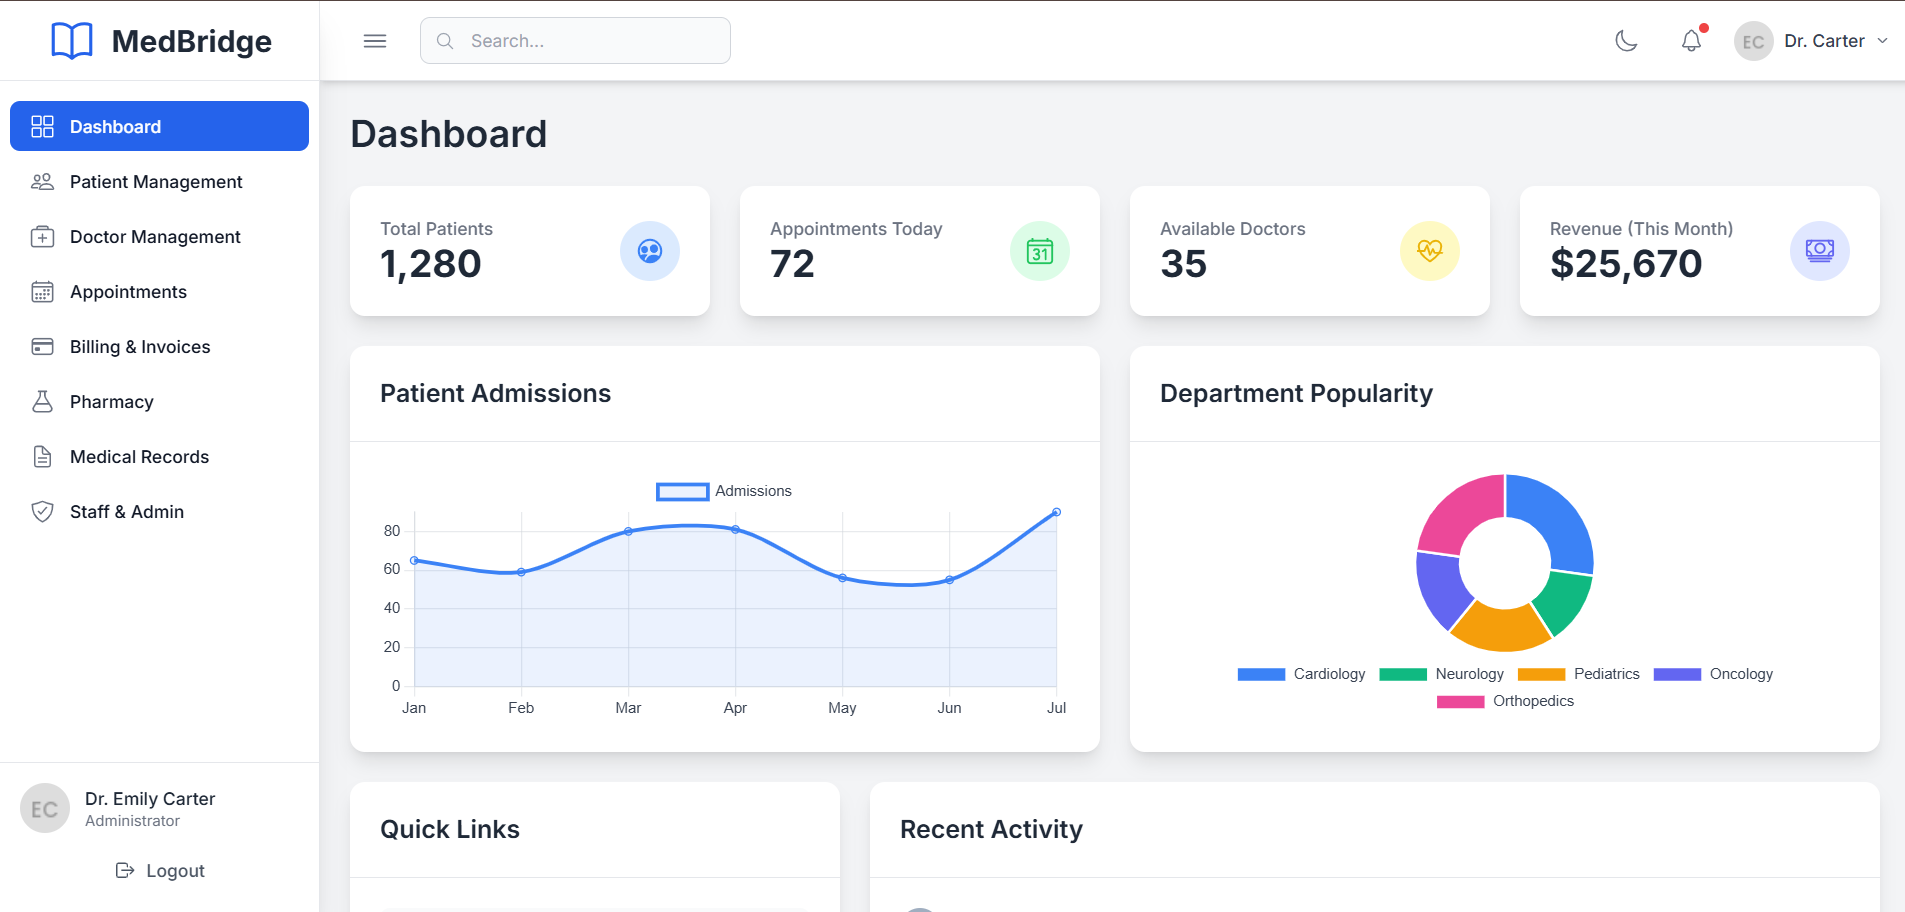 MedBridge
Search...
EC
Dr. Carter
Dashboard
Patient Management
Doctor Management
Appointments
Billing & Invoices
Pharmacy
Medical Records
Staff & Admin
Dr. Emily Carter
EC
Administrator
Logout
Dashboard
Total Patients
1,280
Appointments Today
72
31
Available Doctors
35
Revenue (This Month)
$25,670
Patient Admissions
Admissions
80
60
40
20
0
Jan Feb Mar Apr May Jun Jul
Department Popularity
Cardiology Neurology Pediatrics Oncology
Orthopedics
Quick Links
Recent Activity